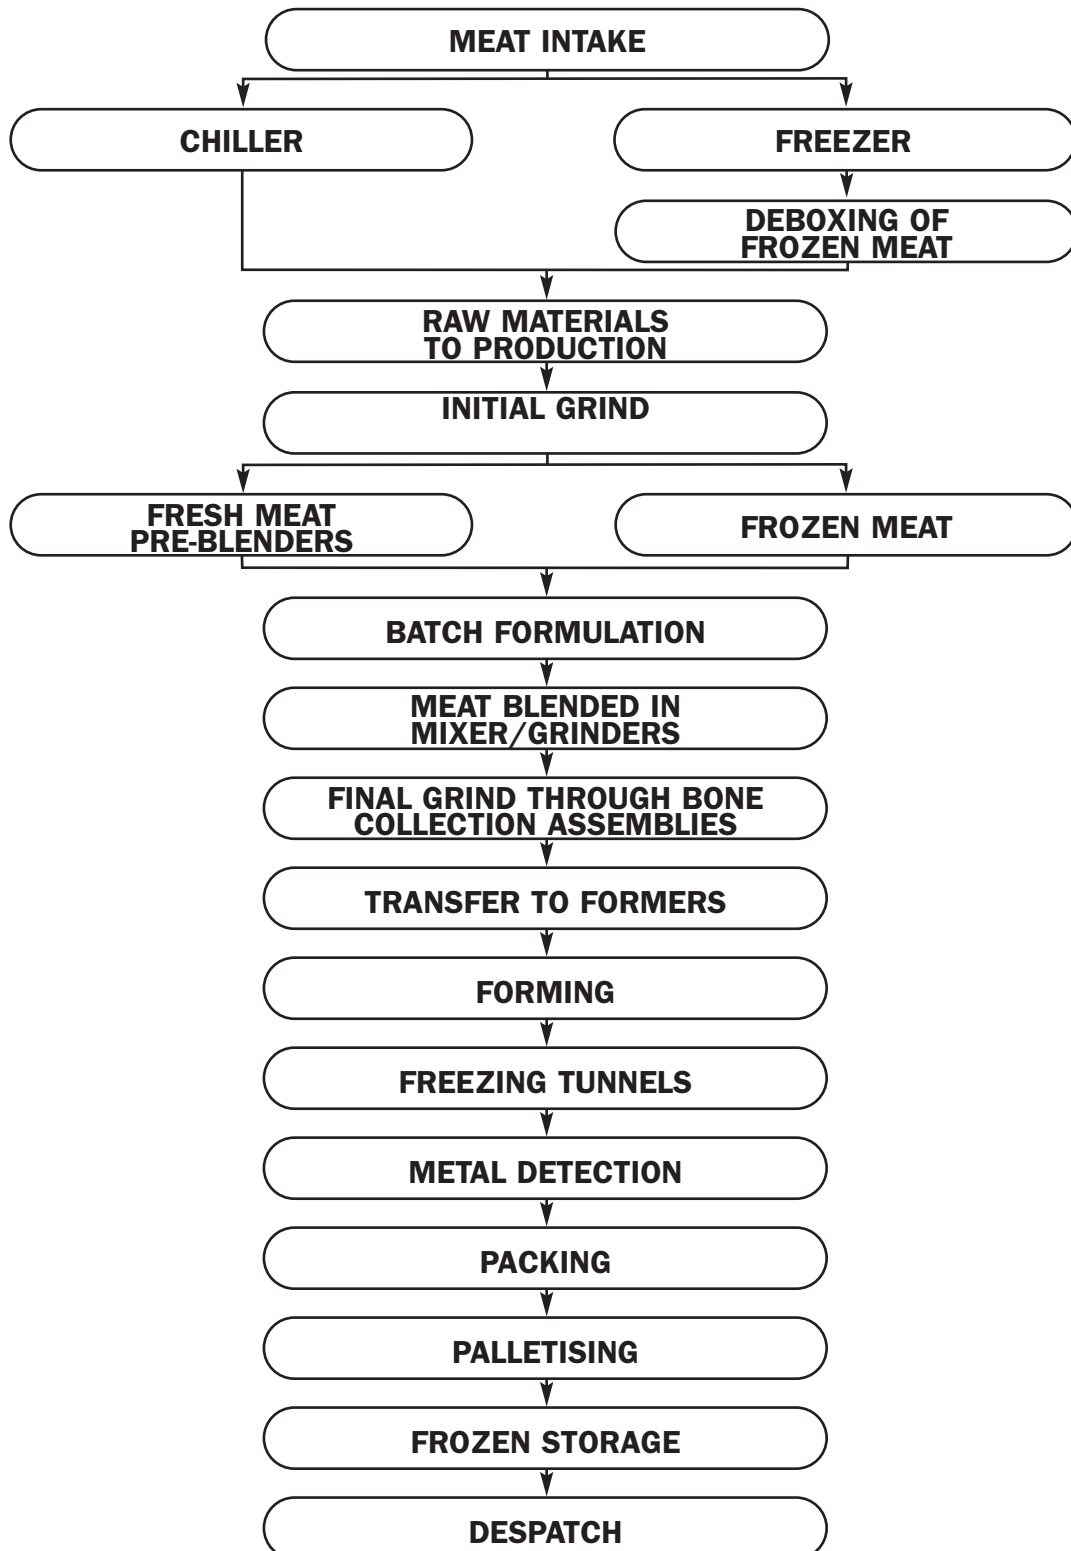 MEAT INTAKE
CHILLER
FREEZER
DEBOXING OF
FROZEN MEAT
RAW MATERIALS
TO PRODUCTION
INITIAL GRIND
FRESH MEAT
PRE-BLENDERS
FROZEN MEAT
BATCH FORMULATION
MEAT BLENDED IN
MIXER/GRINDERS
FINAL GRIND THROUGH BONE
COLLECTION ASSEMBLIES
TRANSFER TO FORMERS
FORMING
FREEZING TUNNELS
METAL DETECTION
PACKING
PALLETISING
FROZEN STORAGE
DESPATCH